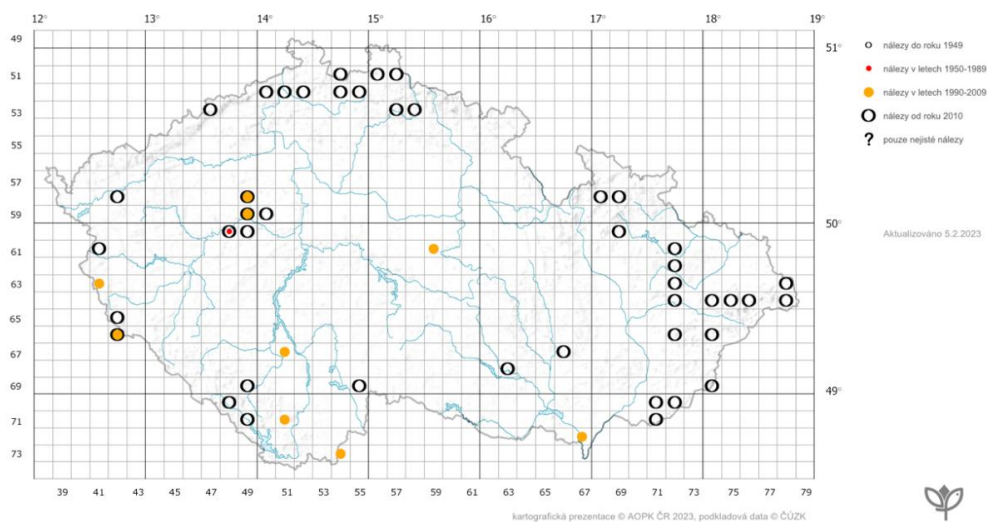 12° 13° 14° 15° 16° 17° 18° 19°
49 51°
51
53
55
57
59 50°
61
63
65
67
69 49°
71
73
39 41 43 45 47 49 51 53 55 57 59 61 63 65 67 69 71 73 75 77 79
nálezy do roku 1949
nálezy v letech 1950-1989
nálezy v letech 1990-2009
nálezy od roku 2010
? pouze nejisté nálezy
Aktualizováno 5.2.2023
kartografická prezentace © AOPK ČR 2023, podkladová data © ČÚZK